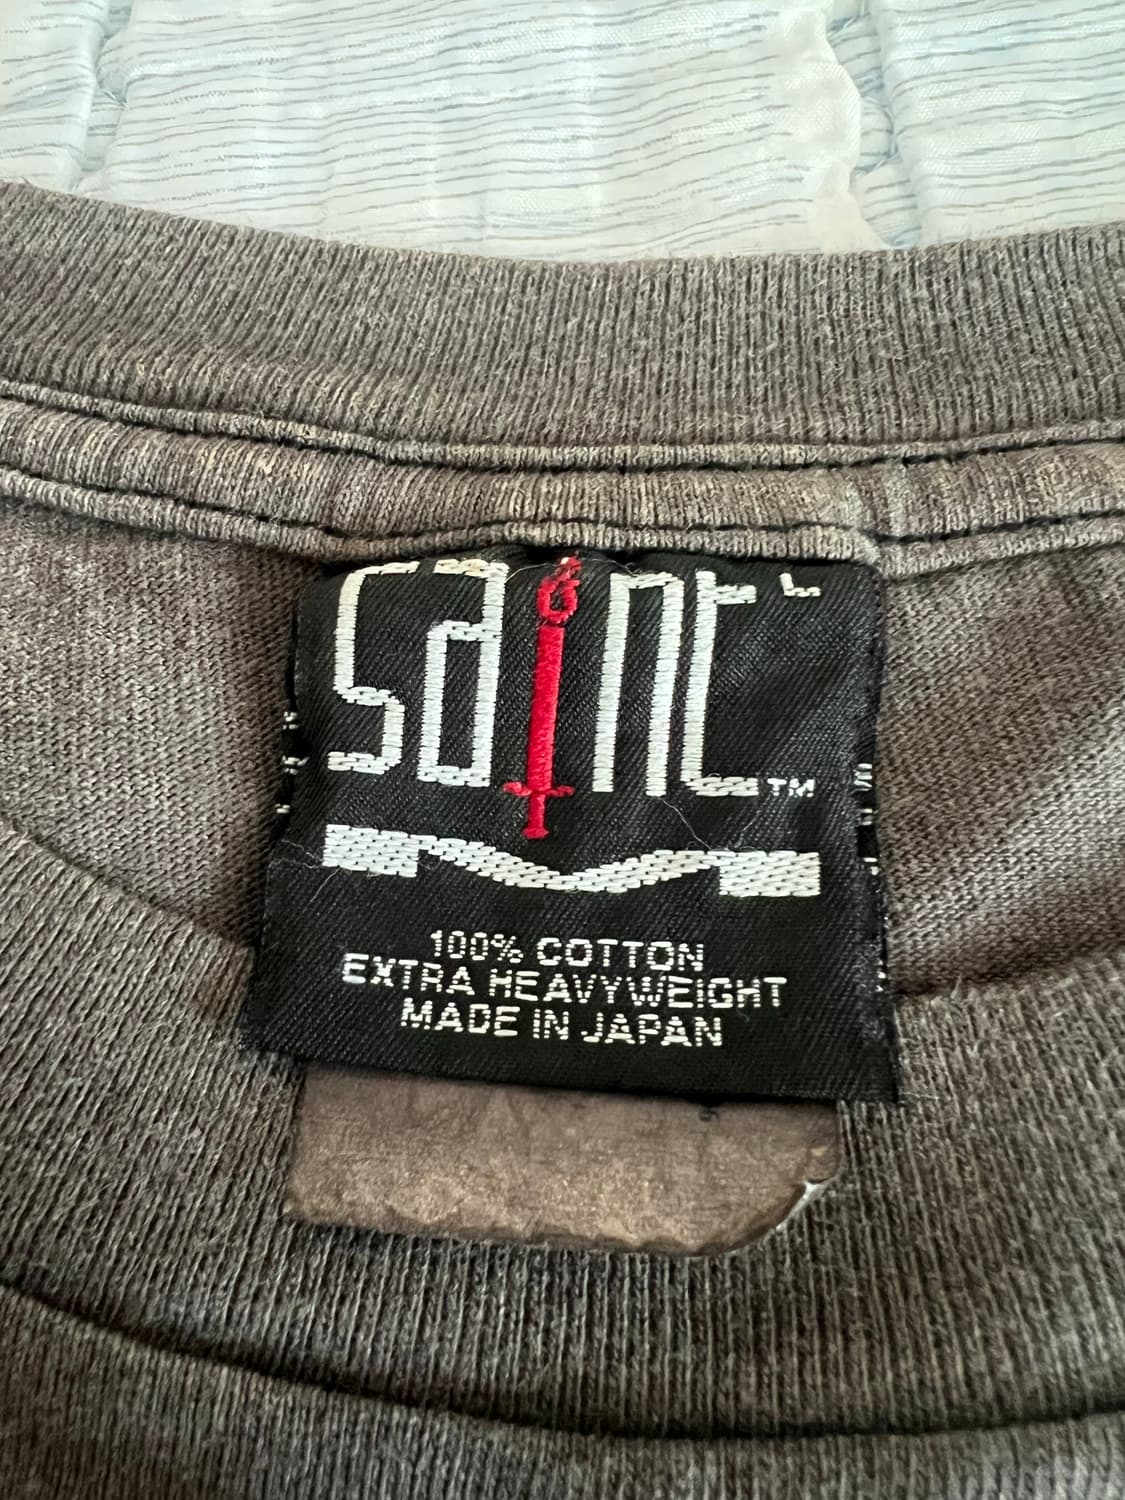 saint L
TM
100% COTTON
EXTRA HEAVYWEIGHT
MADE IN JAPAN